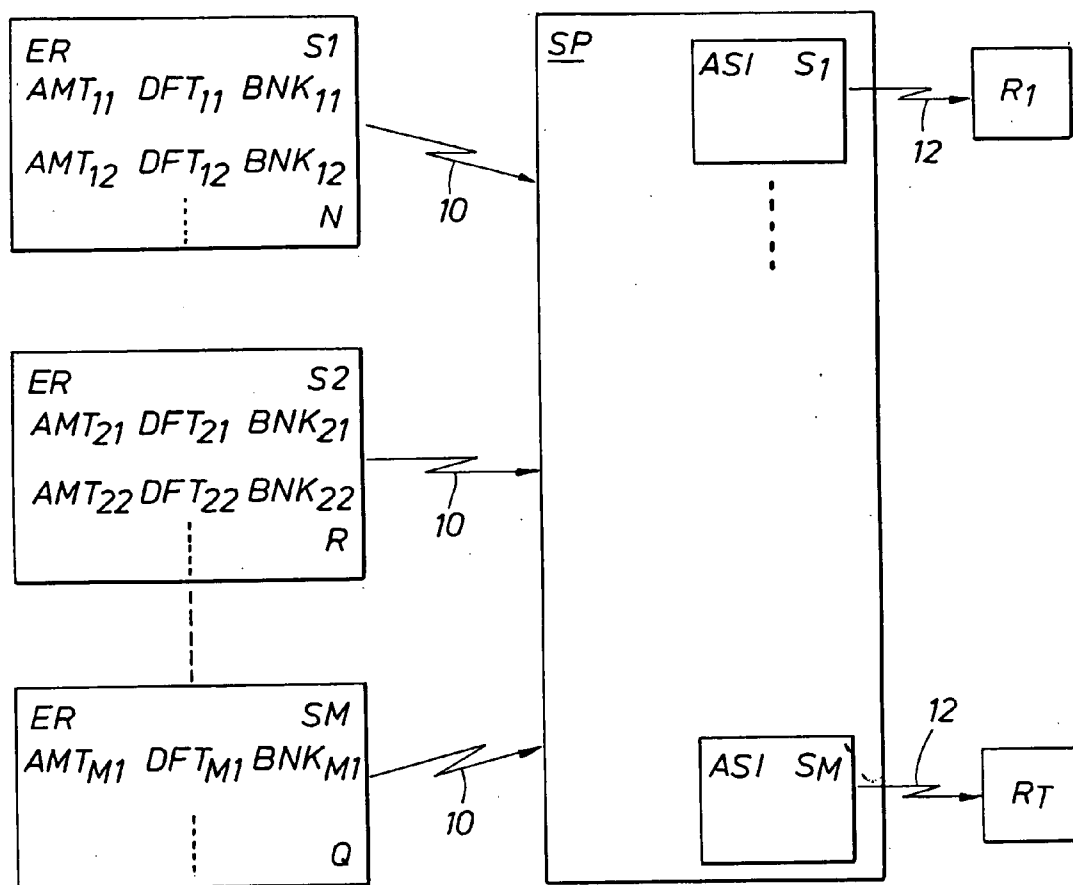 ER S1
AMT11 DFT11 BNK11
AMT12 DFT12 BNK12
N
10
ER S2
AMT21 DFT21 BNK21
AMT22 DFT22 BNK22
R
10
ER SM
AMTM1 DFTM1 BNKM1
Q
10
SP
ASI S1
12
R1
ASI SM
12
RT